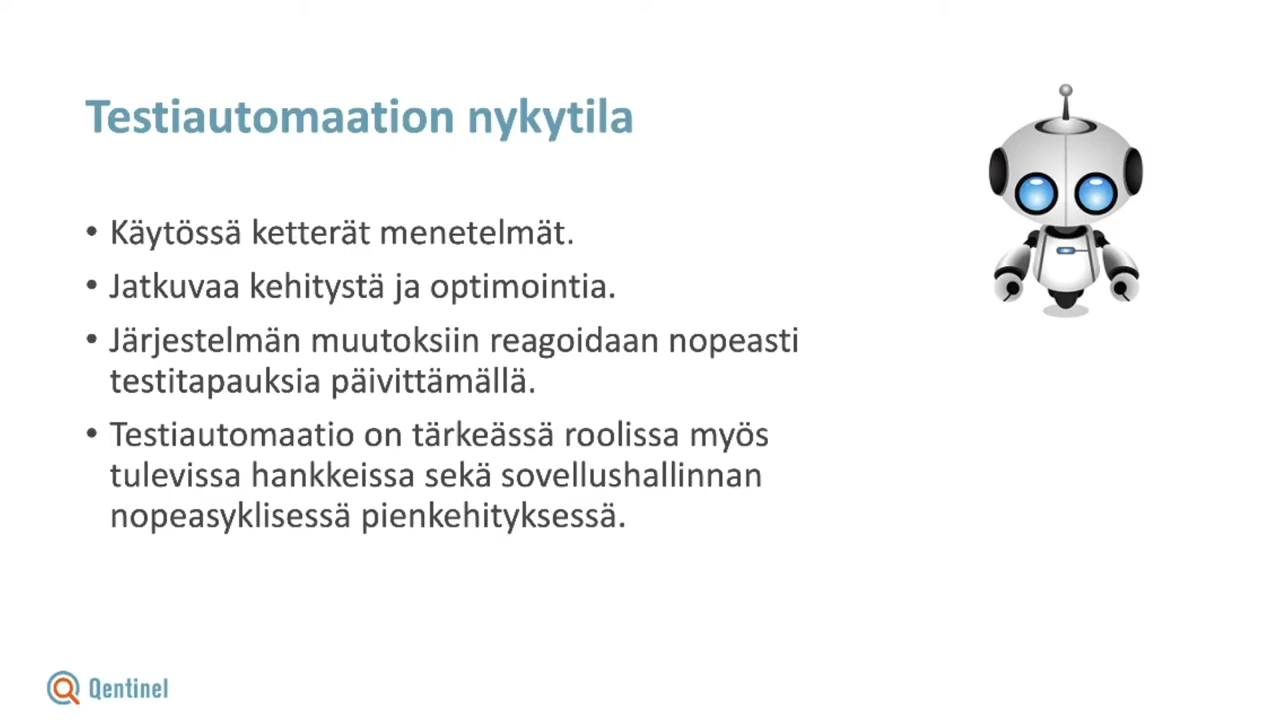 Testiautomaation nykytila
• Käytössä ketterät menetelmät.
• Jatkuvaa kehitystä ja optimointia.
• Järjestelmän muutoksiin reagoidaan nopeasti
testitapauksia päivittämällä.
• Testiautomaatio on tärkeässä roolissa myös
tulevissa hankkeissa sekä sovellushallinnan
nopeasyklisessä pienkehityksessä.
Qentinel